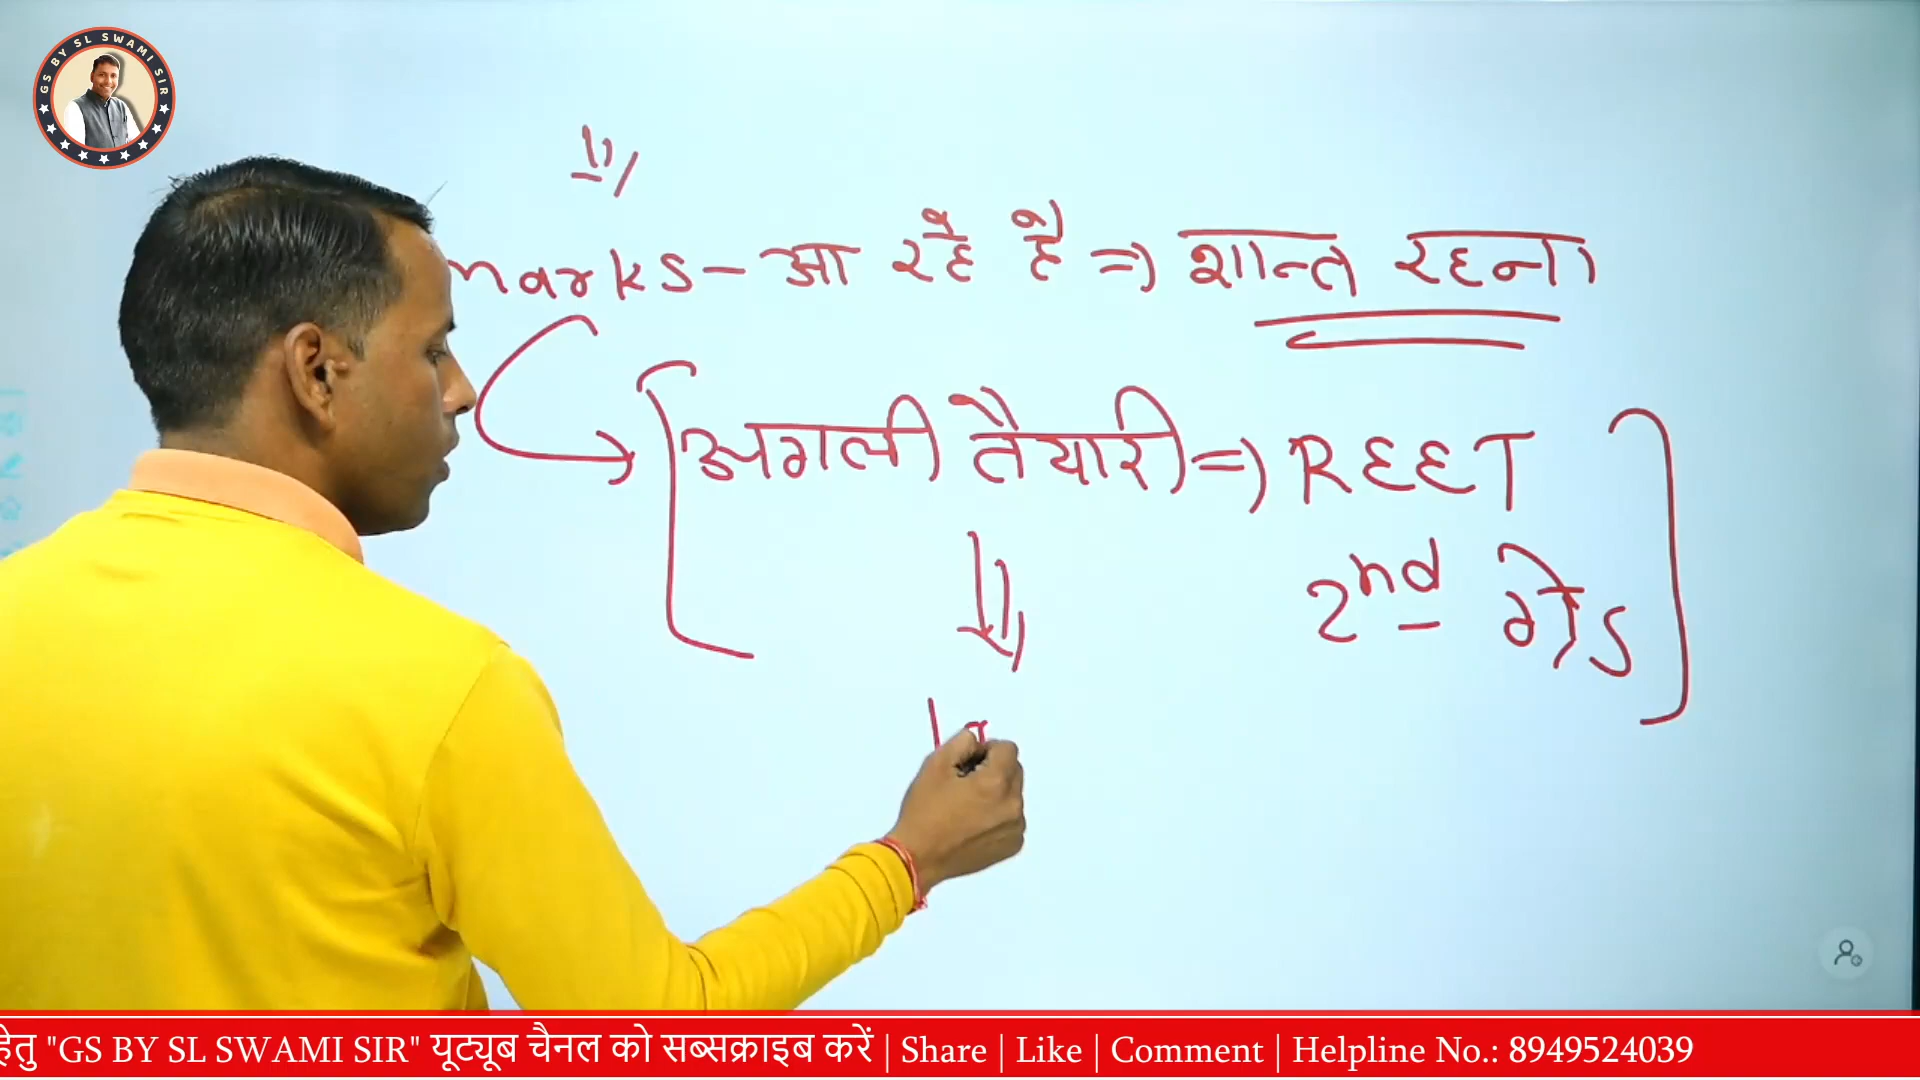 GS BY SL SWAMI SIR
marks - आ रहे है => शान्त रहना
अगली तैयारी => REET
2nd ग्रेड
हेतु "GS BY SL SWAMI SIR" यूट्यूब चैनल को सब्सक्राइब करें | Share | Like | Comment | Helpline No.: 8949524039